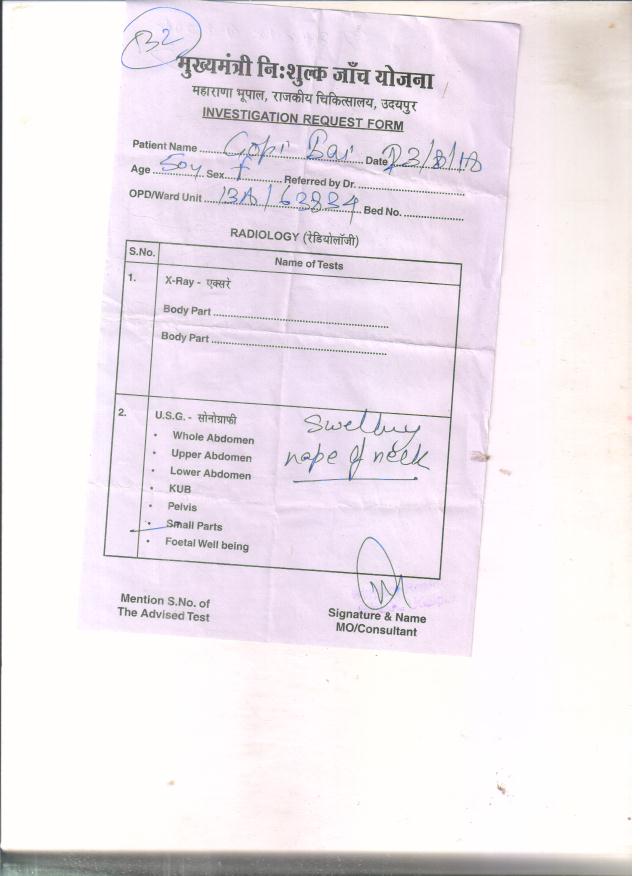 B2
मुख्यमंत्री नि:शुल्क जाँच योजना
महाराणा भूपाल, राजकीय चिकित्सालय, उदयपुर
INVESTIGATION REQUEST FORM
Patient Name Gopi Bai Date 23/8/18
Age 50y Sex f Referred by Dr.
OPD/Ward Unit 13A/63834 Bed No.
RADIOLOGY (रेडियोलॉजी)
S.No. Name of Tests
1. X-Ray - एक्सरे
Body Part
Body Part
2. U.S.G. - सोनोग्राफी
Swelling
nape of neck
• Whole Abdomen
• Upper Abdomen
• Lower Abdomen
• KUB
• Pelvis
• Small Parts
• Foetal Well being
Mention S.No. of
The Advised Test
Signature & Name
MO/Consultant